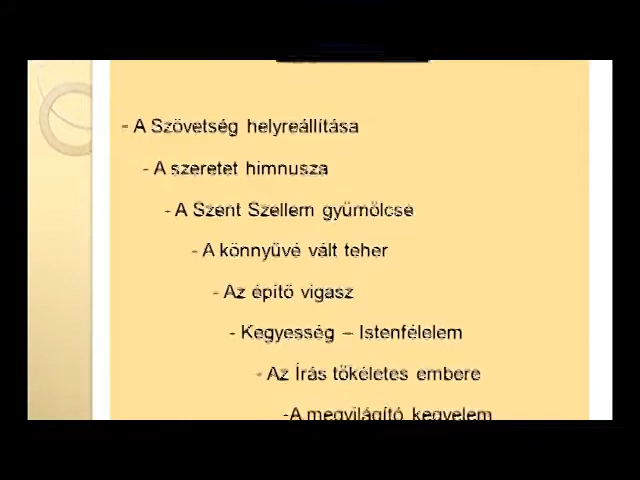 - A Szövetség helyreállítása
- A szeretet himnusza
- A Szent Szellem gyümölcse
- A könnyűvé vált teher
- Az építő vigasz
- Kegyesség – Istenfélelem
- Az Írás tökéletes embere
-A megvilágító kegyelem